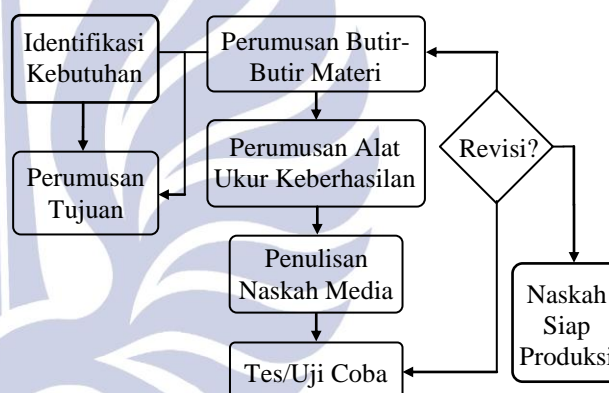 Identifikasi
Kebutuhan
Perumusan Butir-
Butir Materi
Perumusan
Tujuan
Perumusan Alat
Ukur Keberhasilan
Revisi?
Penulisan
Naskah Media
Naskah
Siap
Produksi
Tes/Uji Coba